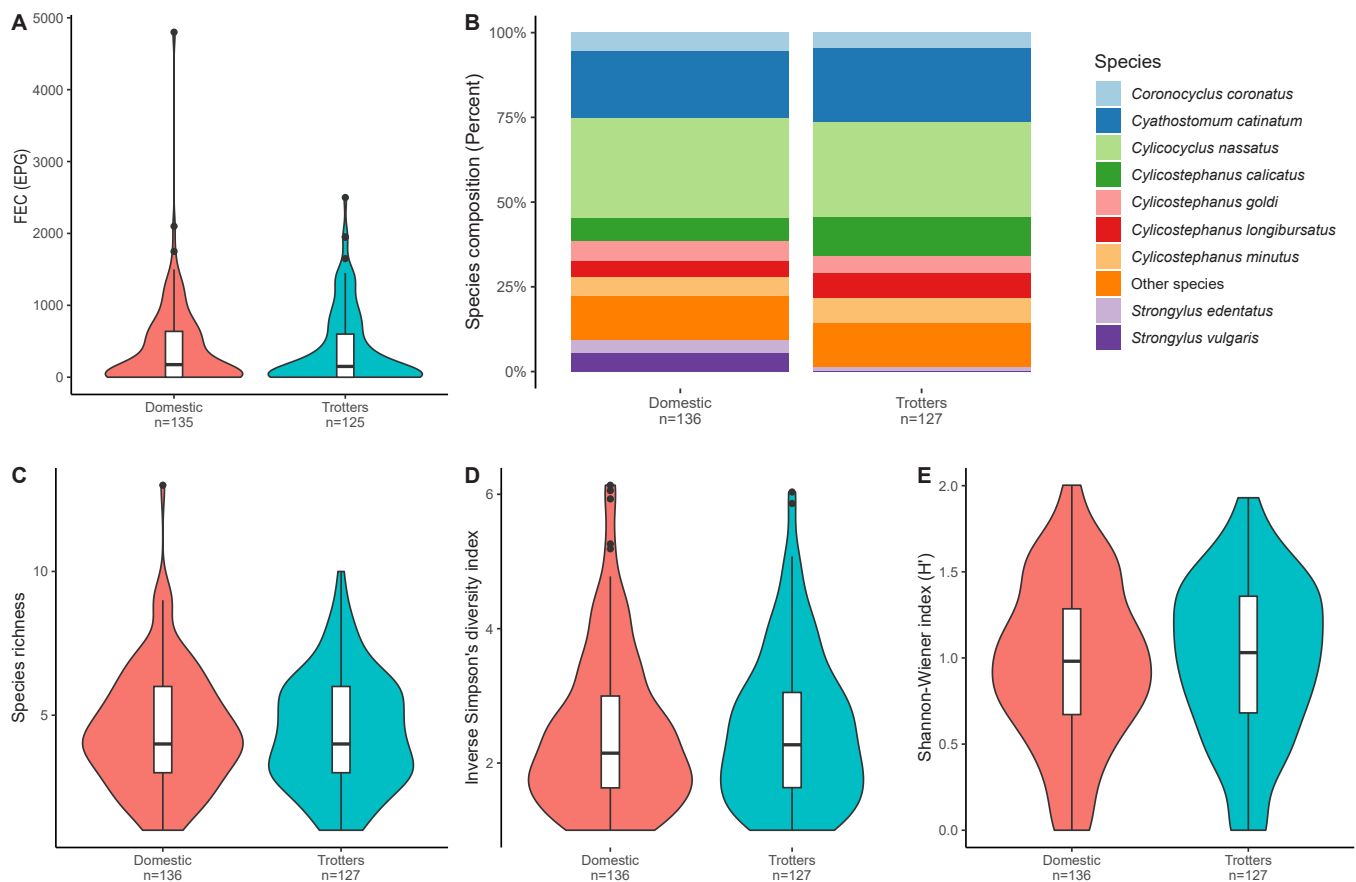 A
FEC (EPG)
5000
4000
3000
2000
1000
0
Domestic
n=135
Trotters
n=125
B
Species composition (Percent)
100%
75%
50%
25%
0%
Domestic
n=136
Trotters
n=127
Species
Coronocyclus coronatus
Cyathostomum catinatum
Cylicocyclus nassatus
Cylicostephanus calicatus
Cylicostephanus goldi
Cylicostephanus longibursatus
Cylicostephanus minutus
Other species
Strongylus edentatus
Strongylus vulgaris
C
Species richness
10
5
Domestic
n=136
Trotters
n=127
D
Inverse Simpson's diversity index
6
4
2
Domestic
n=136
Trotters
n=127
E
Shannon-Wiener index (H')
2.0
1.5
1.0
0.5
0.0
Domestic
n=136
Trotters
n=127